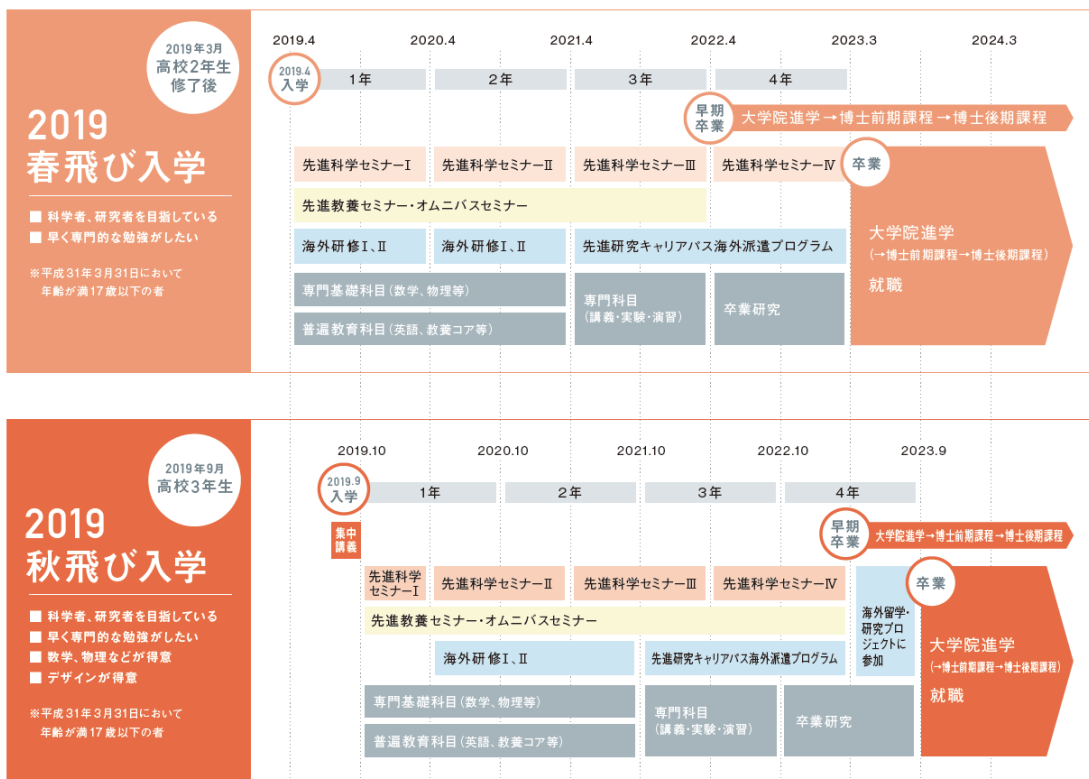 2019年3月
高校2年生
修了後
2019
春飛び入学
■ 科学者、研究者を目指している
■ 早く専門的な勉強がしたい
※平成31年3月31日において
年齢が満17歳以下の者
2019.4
2020.4
2021.4
2022.4
2023.3
2024.3
2019.4
入学
1年
2年
3年
4年
早期
卒業
大学院進学→博士前期課程→博士後期課程
先進科学セミナーⅠ
先進科学セミナーⅡ
先進科学セミナーⅢ
先進科学セミナーⅣ
卒業
先進教養セミナー・オムニバスセミナー
海外研修Ⅰ、Ⅱ
海外研修Ⅰ、Ⅱ
先進研究キャリアパス海外派遣プログラム
専門基礎科目(数学、物理等)
普遍教育科目(英語、教養コア等)
専門科目
(講義・実験・演習)
卒業研究
大学院進学
(→博士前期課程→博士後期課程)
就職
2019年9月
高校3年生
2019
秋飛び入学
■ 科学者、研究者を目指している
■ 早く専門的な勉強がしたい
■ 数学、物理などが得意
■ デザインが得意
※平成31年3月31日において
年齢が満17歳以下の者
2019.10
2020.10
2021.10
2022.10
2023.9
2019.9
入学
1年
2年
3年
4年
集中
講義
早期
卒業
大学院進学→博士前期課程→博士後期課程
先進科学
セミナーⅠ
先進科学セミナーⅡ
先進科学セミナーⅢ
先進科学セミナーⅣ
海外留学・
研究プロ
ジェクトに
参加
卒業
先進教養セミナー・オムニバスセミナー
海外研修Ⅰ、Ⅱ
先進研究キャリアパス海外派遣プログラム
専門基礎科目(数学、物理等)
普遍教育科目(英語、教養コア等)
専門科目
(講義・実験・演習)
卒業研究
大学院進学
(→博士前期課程→博士後期課程)
就職